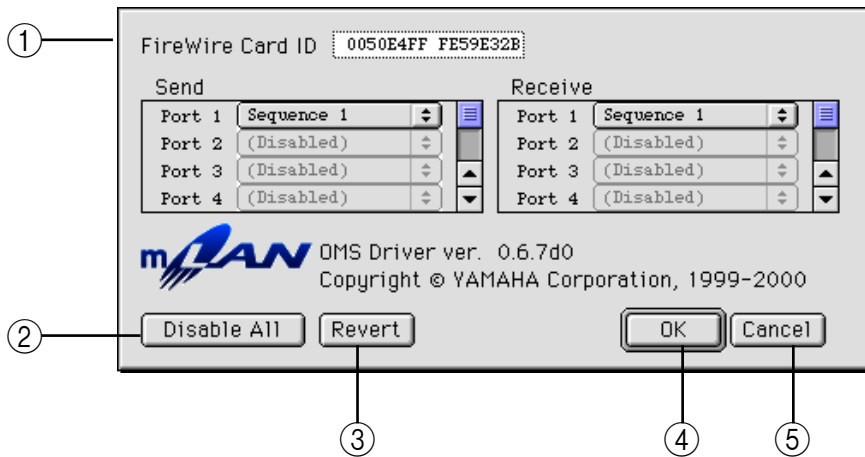 ①
FireWire Card ID 0050E4FF FE59E32B
Send
Port 1 Sequence 1
Port 2 (Disabled)
Port 3 (Disabled)
Port 4 (Disabled)
Receive
Port 1 Sequence 1
Port 2 (Disabled)
Port 3 (Disabled)
Port 4 (Disabled)
mLAN
OMS Driver ver. 0.6.7d0
Copyright © YAMAHA Corporation, 1999-2000
② Disable All Revert OK Cancel
③ ④ ⑤